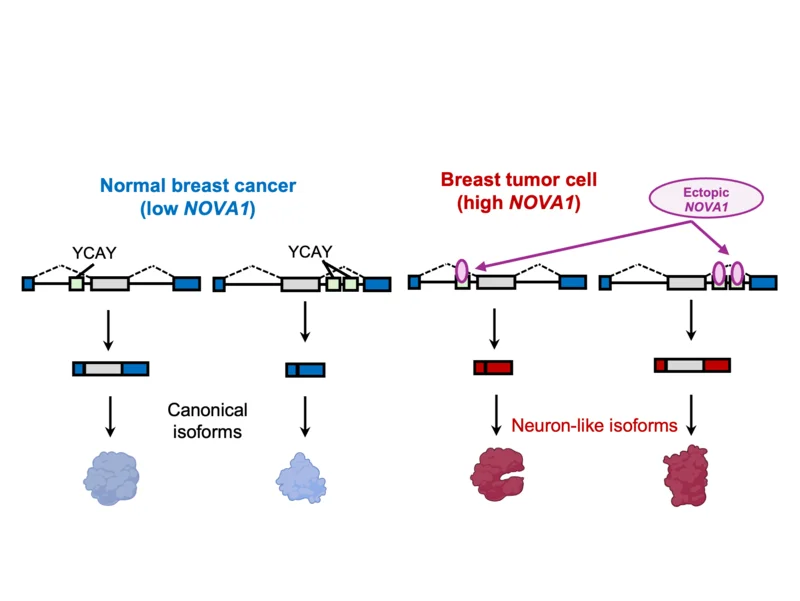 Normal breast cancer
(low NOVA1)
Breast tumor cell
(high NOVA1)
Ectopic
NOVA1
YCAY
YCAY
Canonical
isoforms
Neuron-like isoforms